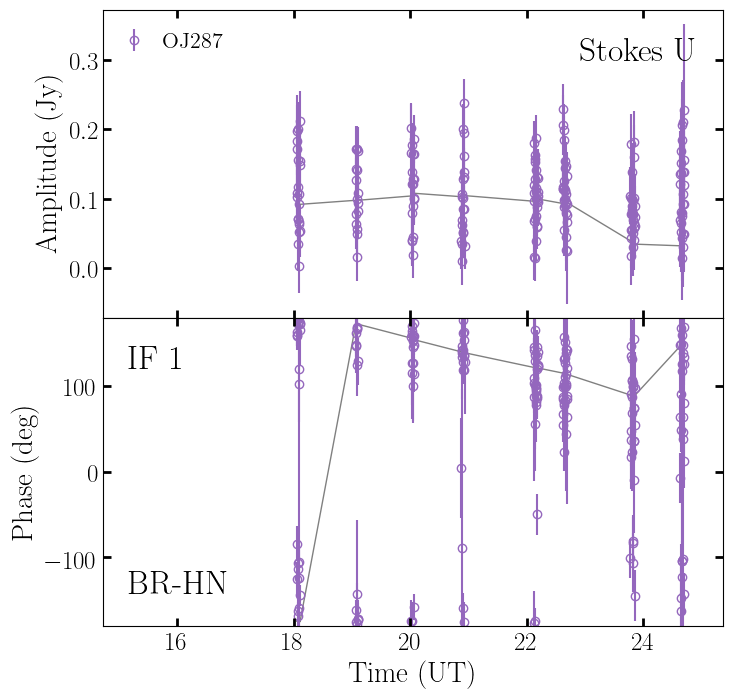 OJ287
Stokes U
Amplitude (Jy)
0.3
0.2
0.1
0.0
IF 1
BR-HN
Phase (deg)
100
0
−100
16 18 20 22 24
Time (UT)